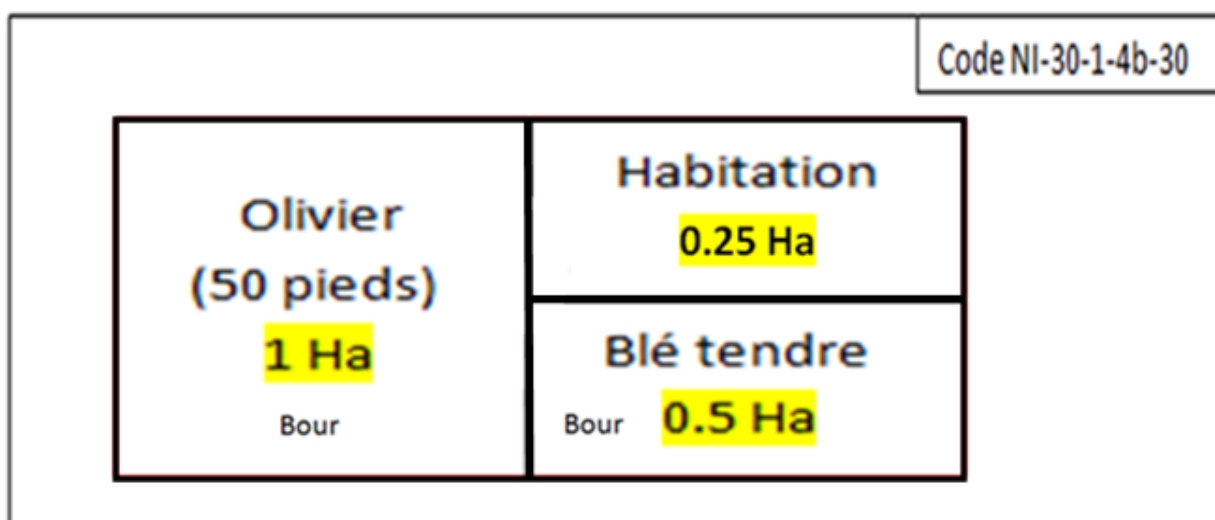 Code NI-30-1-4b-30
Olivier
(50 pieds)
1 Ha
Bour
Habitation
0.25 Ha
Blé tendre
Bour 0.5 Ha